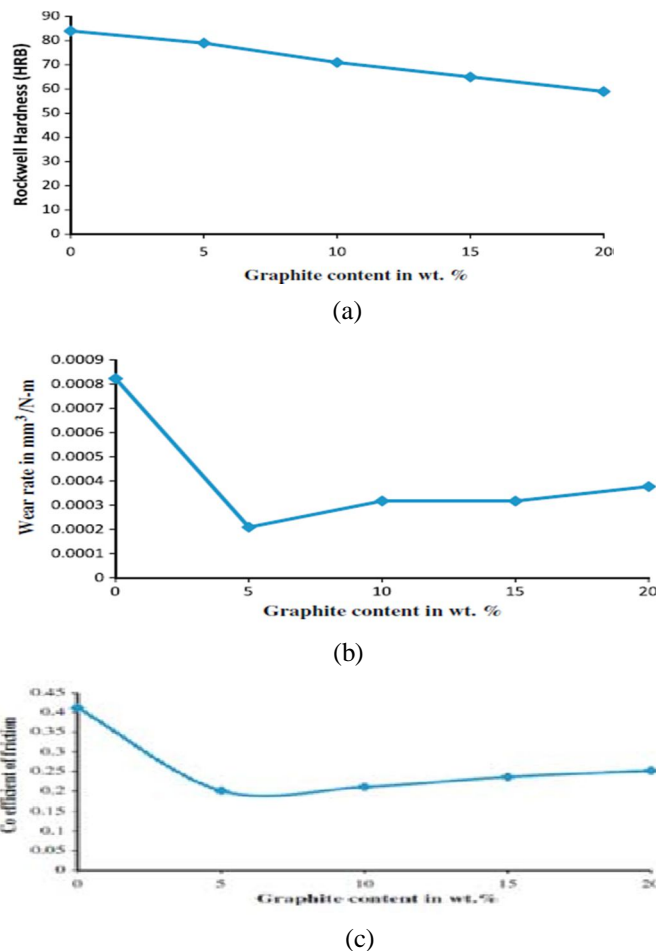 90
80
70
60
50
40
30
20
10
0
Rockwell Hardness (HRB)
0 5 10 15 20
Graphite content in wt. %
(a)
0.0009
0.0008
0.0007
0.0006
0.0005
0.0004
0.0003
0.0002
0.0001
0
Wear rate in mm³ /N-m
0 5 10 15 20
Graphite content in wt. %
(b)
0.45
0.4
0.35
0.3
0.25
0.2
0.15
0.1
0.05
0
Co efficient of friction
0 5 10 15 20
Graphite content in wt.%
(c)